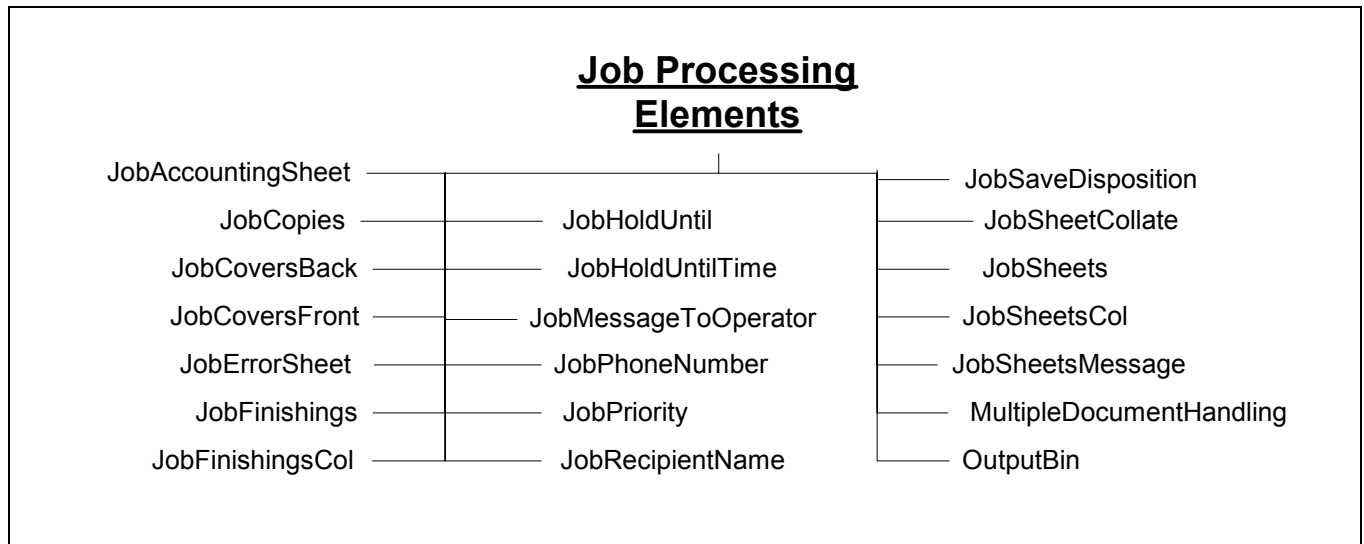 Job Processing
Elements
JobAccountingSheet
JobCopies
JobCoversBack
JobCoversFront
JobErrorSheet
JobFinishings
JobFinishingsCol
JobHoldUntil
JobHoldUntilTime
JobMessageToOperator
JobPhoneNumber
JobPriority
JobRecipientName
JobSaveDisposition
JobSheetCollate
JobSheets
JobSheetsCol
JobSheetsMessage
MultipleDocumentHandling
OutputBin